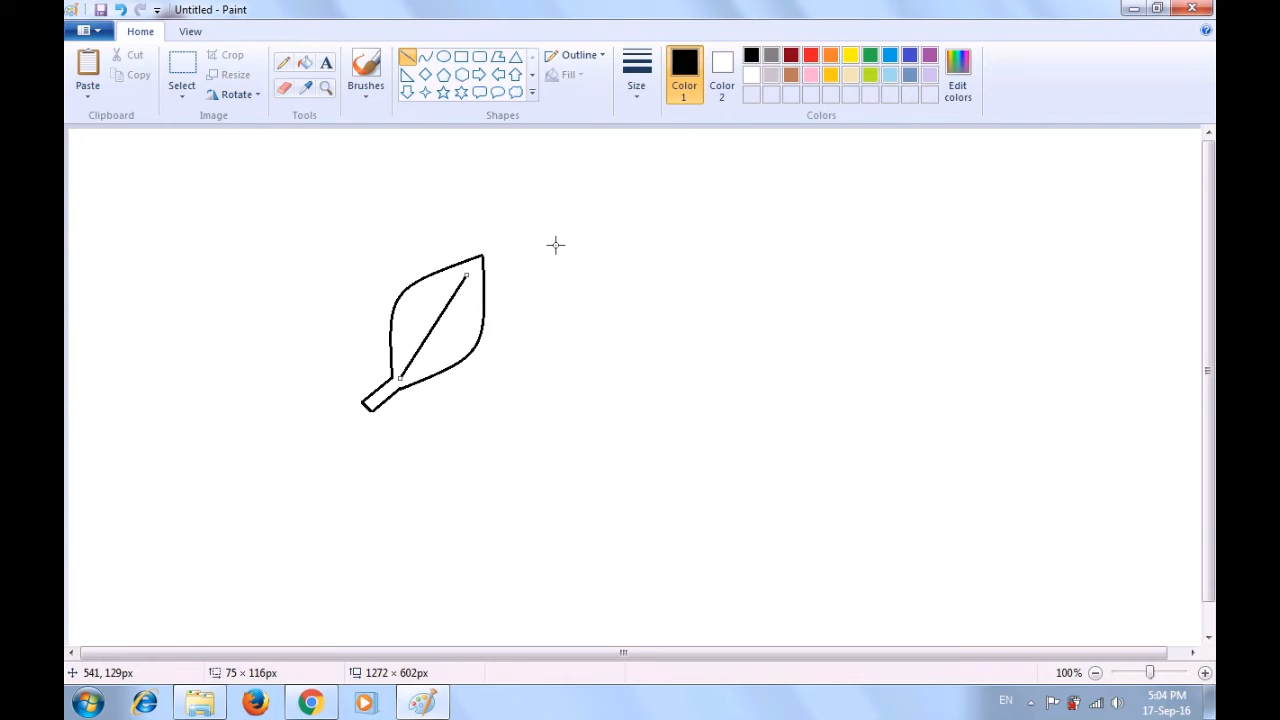 Untitled - Paint
Home
View
Paste
Cut
Copy
Clipboard
Select
Crop
Resize
Rotate
Image
A
Tools
Brushes
Shapes
Outline
Fill
Size
Color
1
Color
2
Edit
colors
Colors
541, 129px
75 × 116px
1272 × 602px
100%
EN
5:04 PM
17-Sep-16